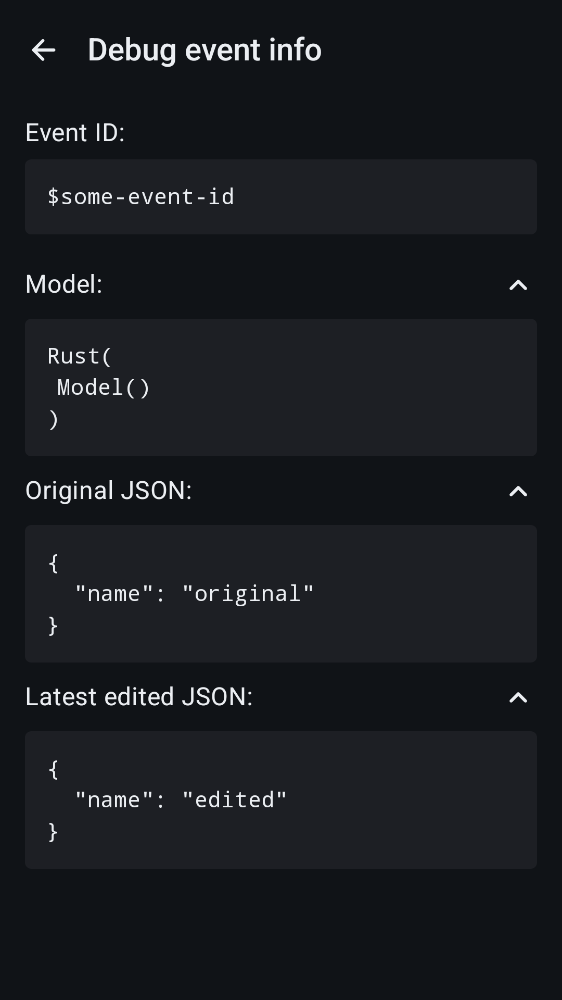 Debug event info
Event ID:
$some-event-id
Model:
Rust(
 Model()
)
Original JSON:
{
  "name": "original"
}
Latest edited JSON:
{
  "name": "edited"
}